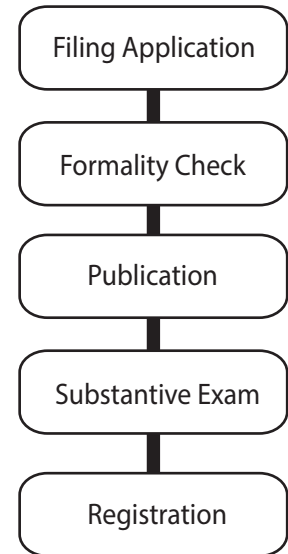 Filing Application
Formality Check
Publication
Substantive Exam
Registration